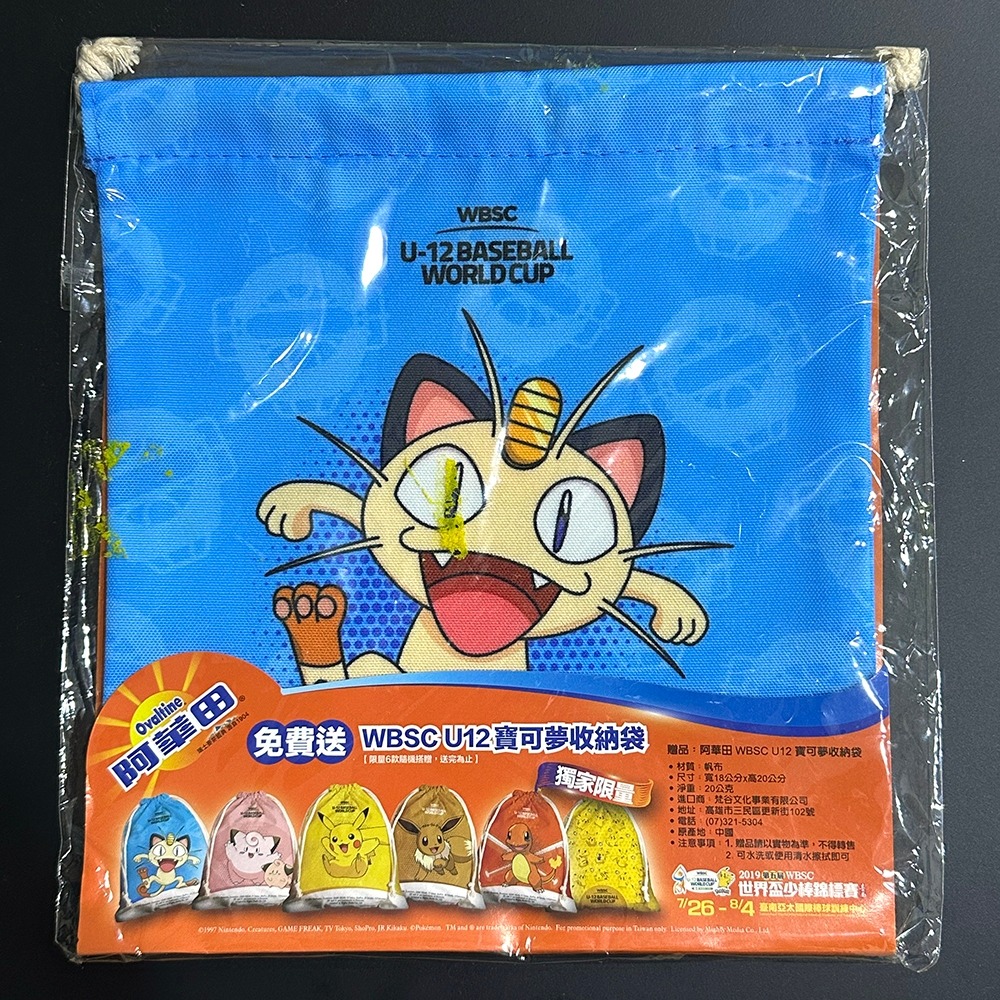 WBSC
U-12 BASEBALL
WORLD CUP
Ovaltine
阿華田®
免費送 WBSC U12 寶可夢收納袋
【限量6款隨機搭贈，送完為止】
獨家限量
贈品：阿華田 WBSC U12 寶可夢收納袋
• 材質：帆布
• 尺寸：寬18公分x高20公分
• 淨重：20公克
• 進口商：梵谷文化事業有限公司
• 地址：高雄市三民區更新街102號
• 電話：(07)321-5304
• 原產地：中國
• 注意事項：1. 贈品請以實物為準，不得轉售
2. 可水洗或使用清水擦拭即可
2019 第五屆 WBSC
世界盃少棒錦標賽
7/26 - 8/4 臺南亞太國際棒球訓練中心
©1997 Nintendo, Creatures, GAME FREAK, TV Tokyo, ShoPro, JR Kikaku. ©Pokémon. TM and ® are trademarks of Nintendo. For promotional purpose in Taiwan only. Licensed by Mighty Media Co., Ltd.